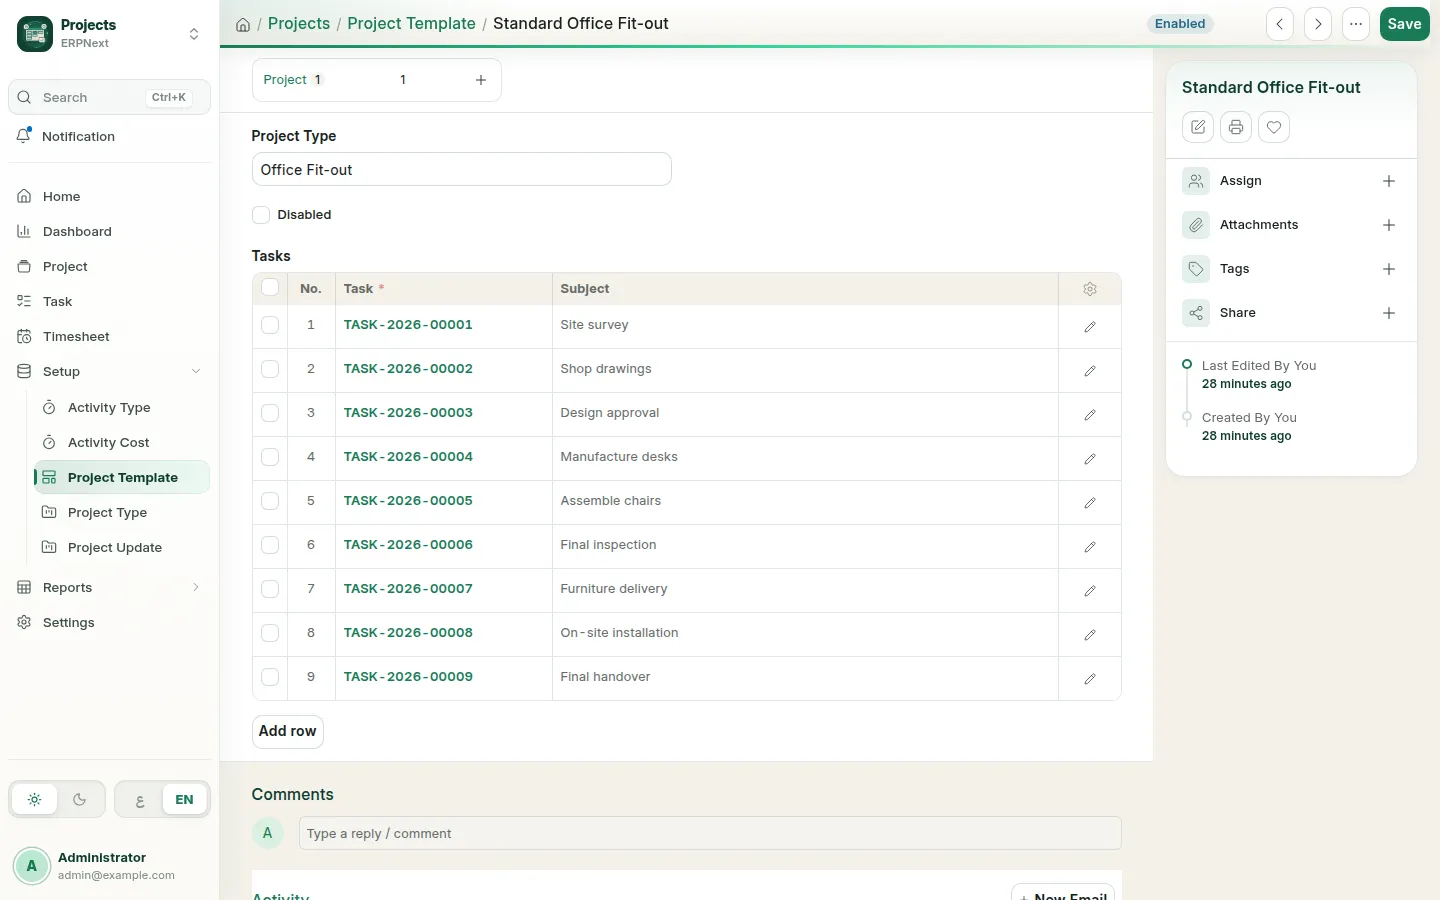 Projects
ERPNext
Search Ctrl+K
Notification
Home
Dashboard
Project
Task
Timesheet
Setup
Activity Type
Activity Cost
Project Template
Project Type
Project Update
Reports
Settings
ع EN
A Administrator
admin@example.com
/ Projects / Project Template / Standard Office Fit-out
Enabled
Save
Project 1 1
Project Type
Office Fit-out
Disabled
Tasks
No. Task * Subject
1 TASK-2026-00001 Site survey
2 TASK-2026-00002 Shop drawings
3 TASK-2026-00003 Design approval
4 TASK-2026-00004 Manufacture desks
5 TASK-2026-00005 Assemble chairs
6 TASK-2026-00006 Final inspection
7 TASK-2026-00007 Furniture delivery
8 TASK-2026-00008 On-site installation
9 TASK-2026-00009 Final handover
Add row
Comments
A Type a reply / comment
Activity + New Email
Standard Office Fit-out
Assign
Attachments
Tags
Share
Last Edited By You
28 minutes ago
Created By You
28 minutes ago